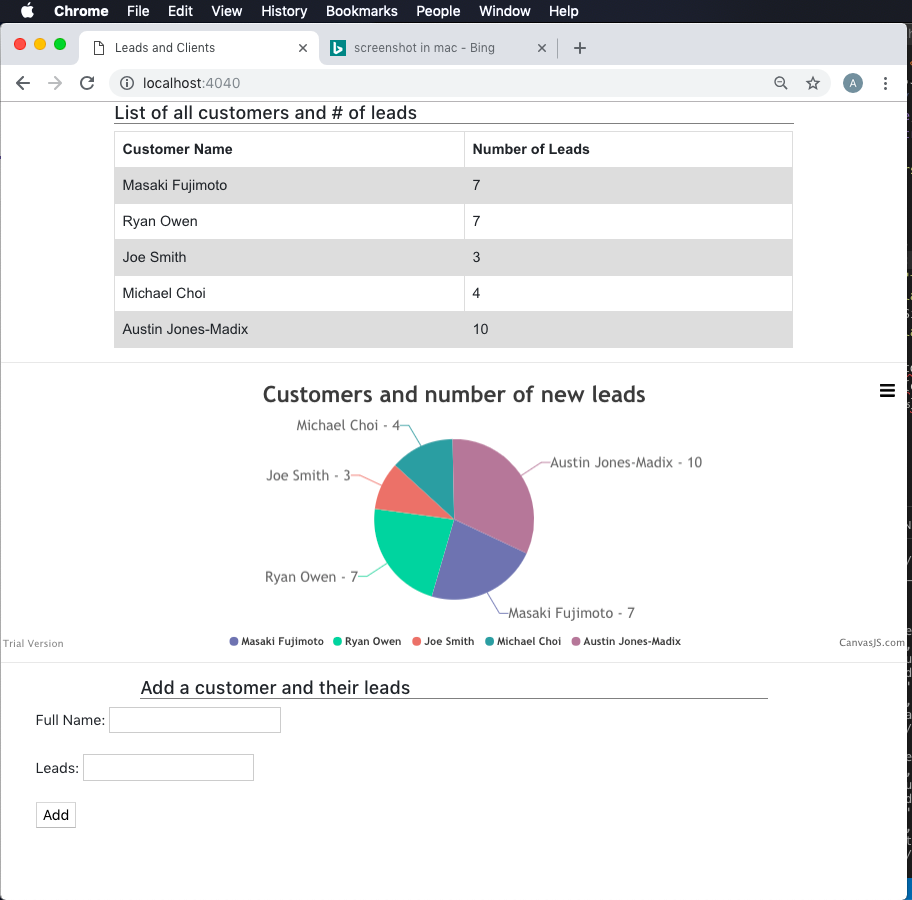 Chrome File Edit View History Bookmarks People Window Help
Leads and Clients screenshot in mac - Bing
localhost:4040 A
List of all customers and # of leads
Customer Name Number of Leads
Masaki Fujimoto 7
Ryan Owen 7
Joe Smith 3
Michael Choi 4
Austin Jones-Madix 10
Customers and number of new leads
Michael Choi - 4
Austin Jones-Madix - 10
Joe Smith - 3
Ryan Owen - 7
Masaki Fujimoto - 7
Masaki Fujimoto Ryan Owen Joe Smith Michael Choi Austin Jones-Madix
Trial Version CanvasJS.com
Add a customer and their leads
Full Name:
Leads:
Add